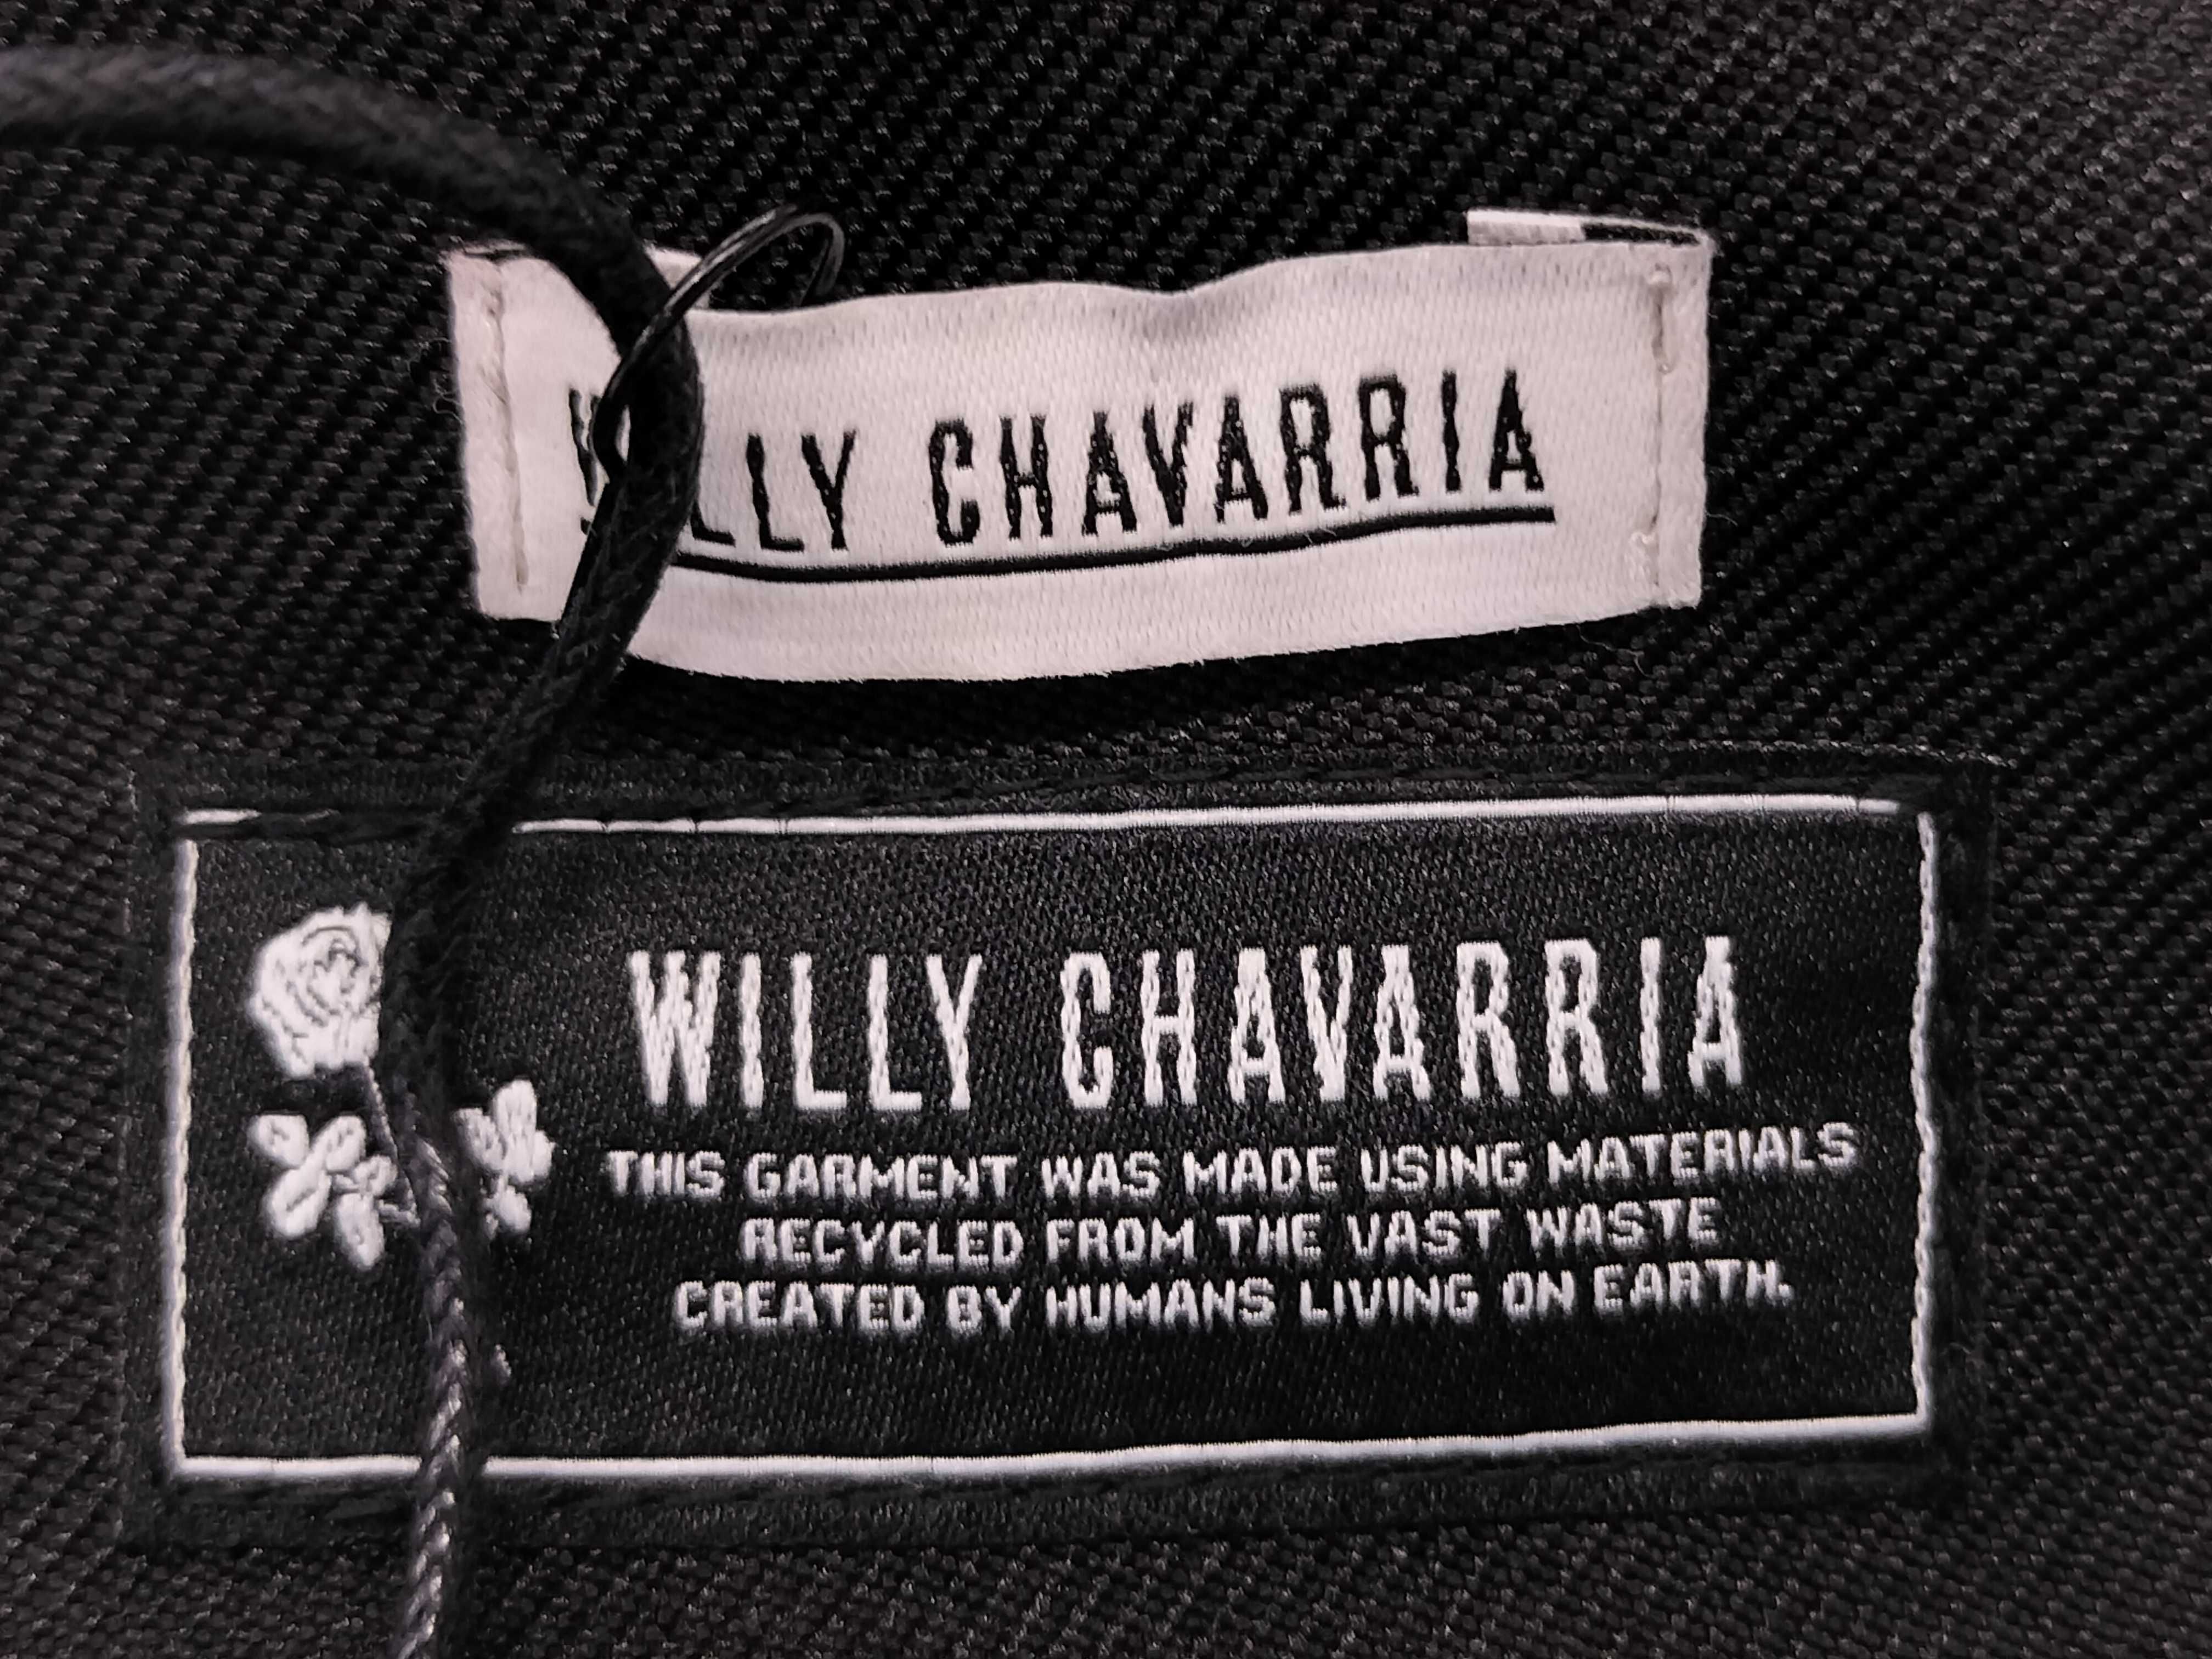 WILLY CHAVARRIA
WILLY CHAVARRIA
THIS GARMENT WAS MADE USING MATERIALS
RECYCLED FROM THE VAST WASTE
CREATED BY HUMANS LIVING ON EARTH.